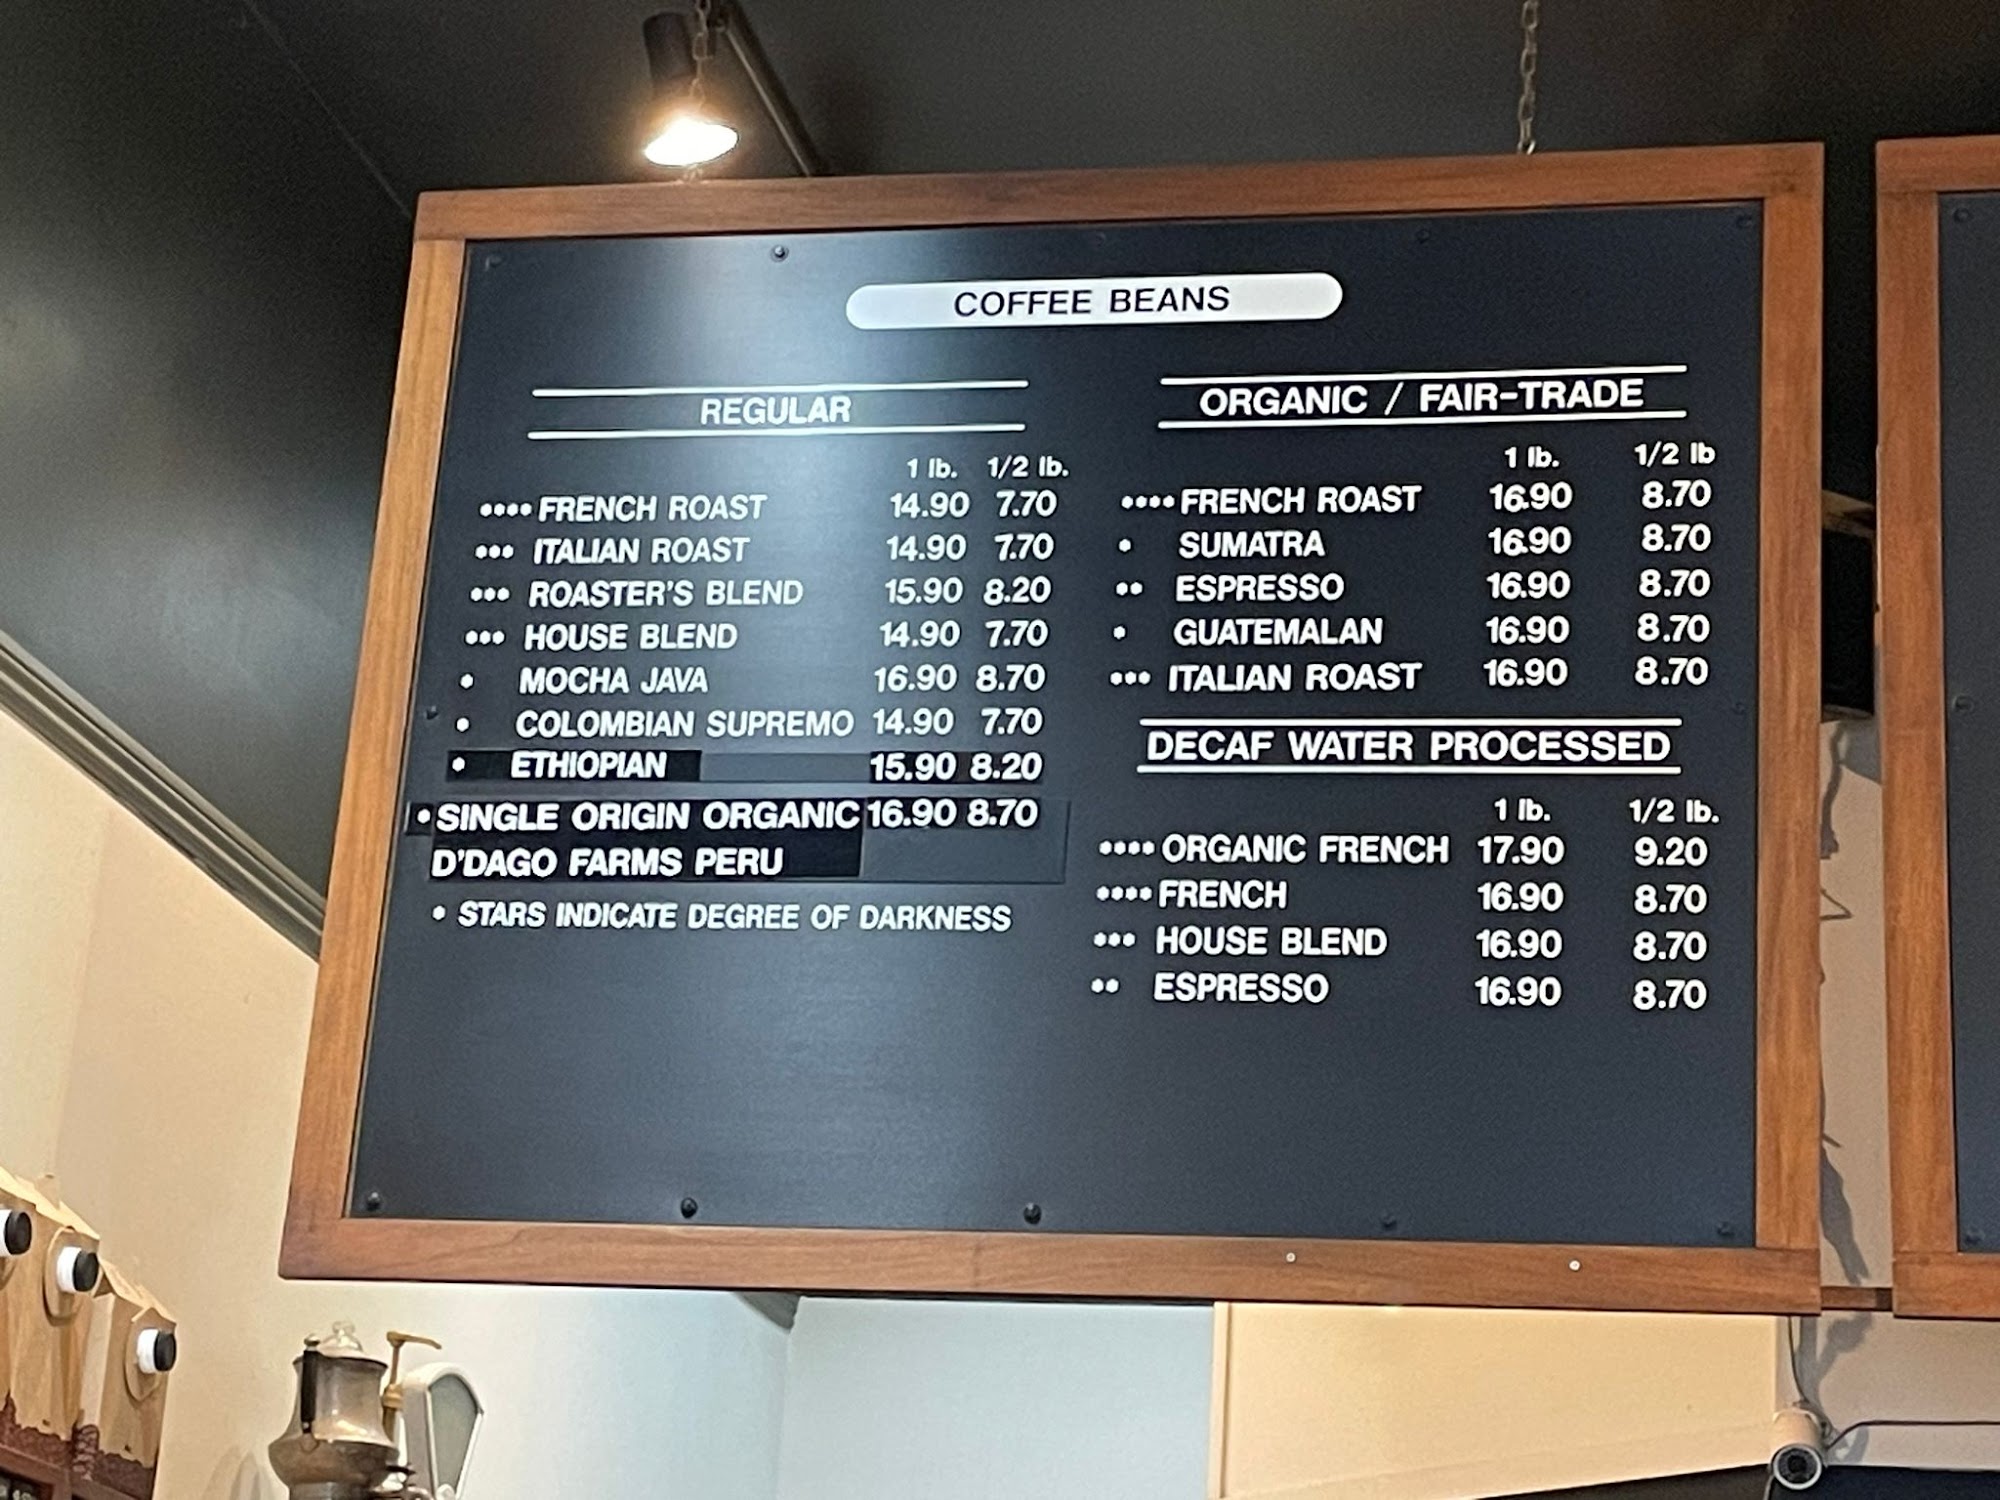 COFFEE BEANS
REGULAR
1 lb. 1/2 lb.
•••• FRENCH ROAST 14.90 7.70
••• ITALIAN ROAST 14.90 7.70
••• ROASTER'S BLEND 15.90 8.20
••• HOUSE BLEND 14.90 7.70
• MOCHA JAVA 16.90 8.70
• COLOMBIAN SUPREMO 14.90 7.70
• ETHIOPIAN 15.90 8.20
• SINGLE ORIGIN ORGANIC 16.90 8.70
D'DAGO FARMS PERU
• STARS INDICATE DEGREE OF DARKNESS
ORGANIC / FAIR-TRADE
1 lb. 1/2 lb
•••• FRENCH ROAST 16.90 8.70
• SUMATRA 16.90 8.70
•• ESPRESSO 16.90 8.70
• GUATEMALAN 16.90 8.70
••• ITALIAN ROAST 16.90 8.70
DECAF WATER PROCESSED
1 lb. 1/2 lb.
•••• ORGANIC FRENCH 17.90 9.20
•••• FRENCH 16.90 8.70
••• HOUSE BLEND 16.90 8.70
•• ESPRESSO 16.90 8.70